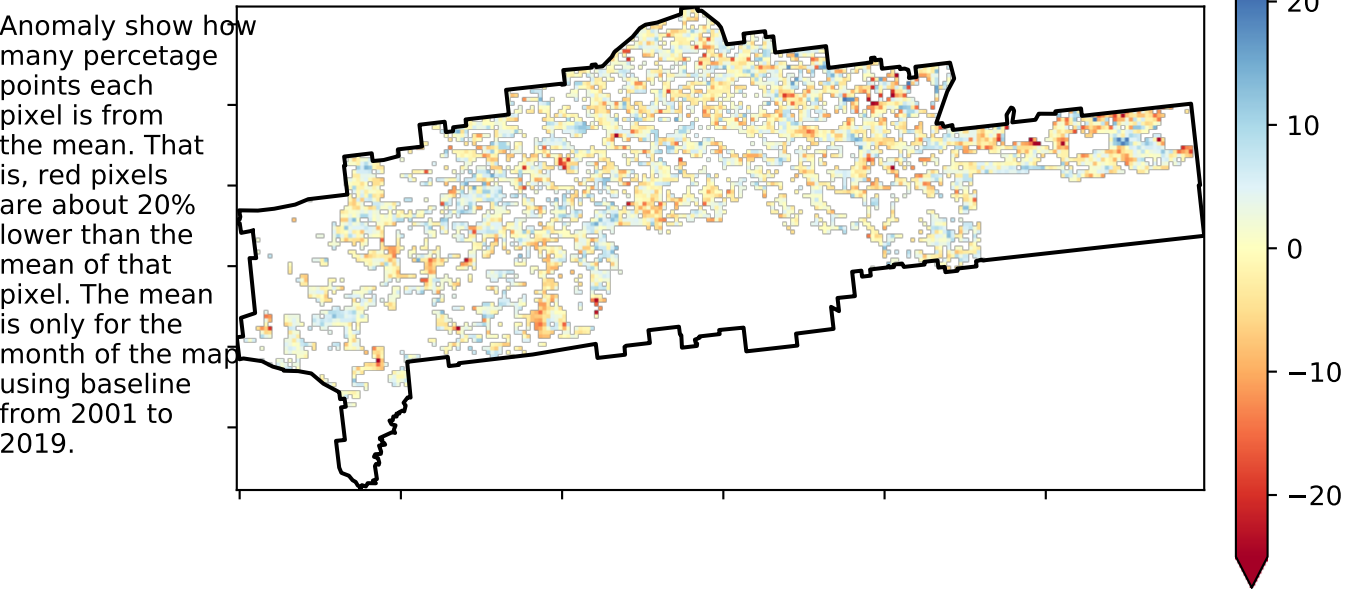 Anomaly show how
many percetage
points each
pixel is from
the mean. That
is, red pixels
are about 20%
lower than the
mean of that
pixel. The mean
is only for the
month of the map
using baseline
from 2001 to
2019.
20
10
0
−10
−20